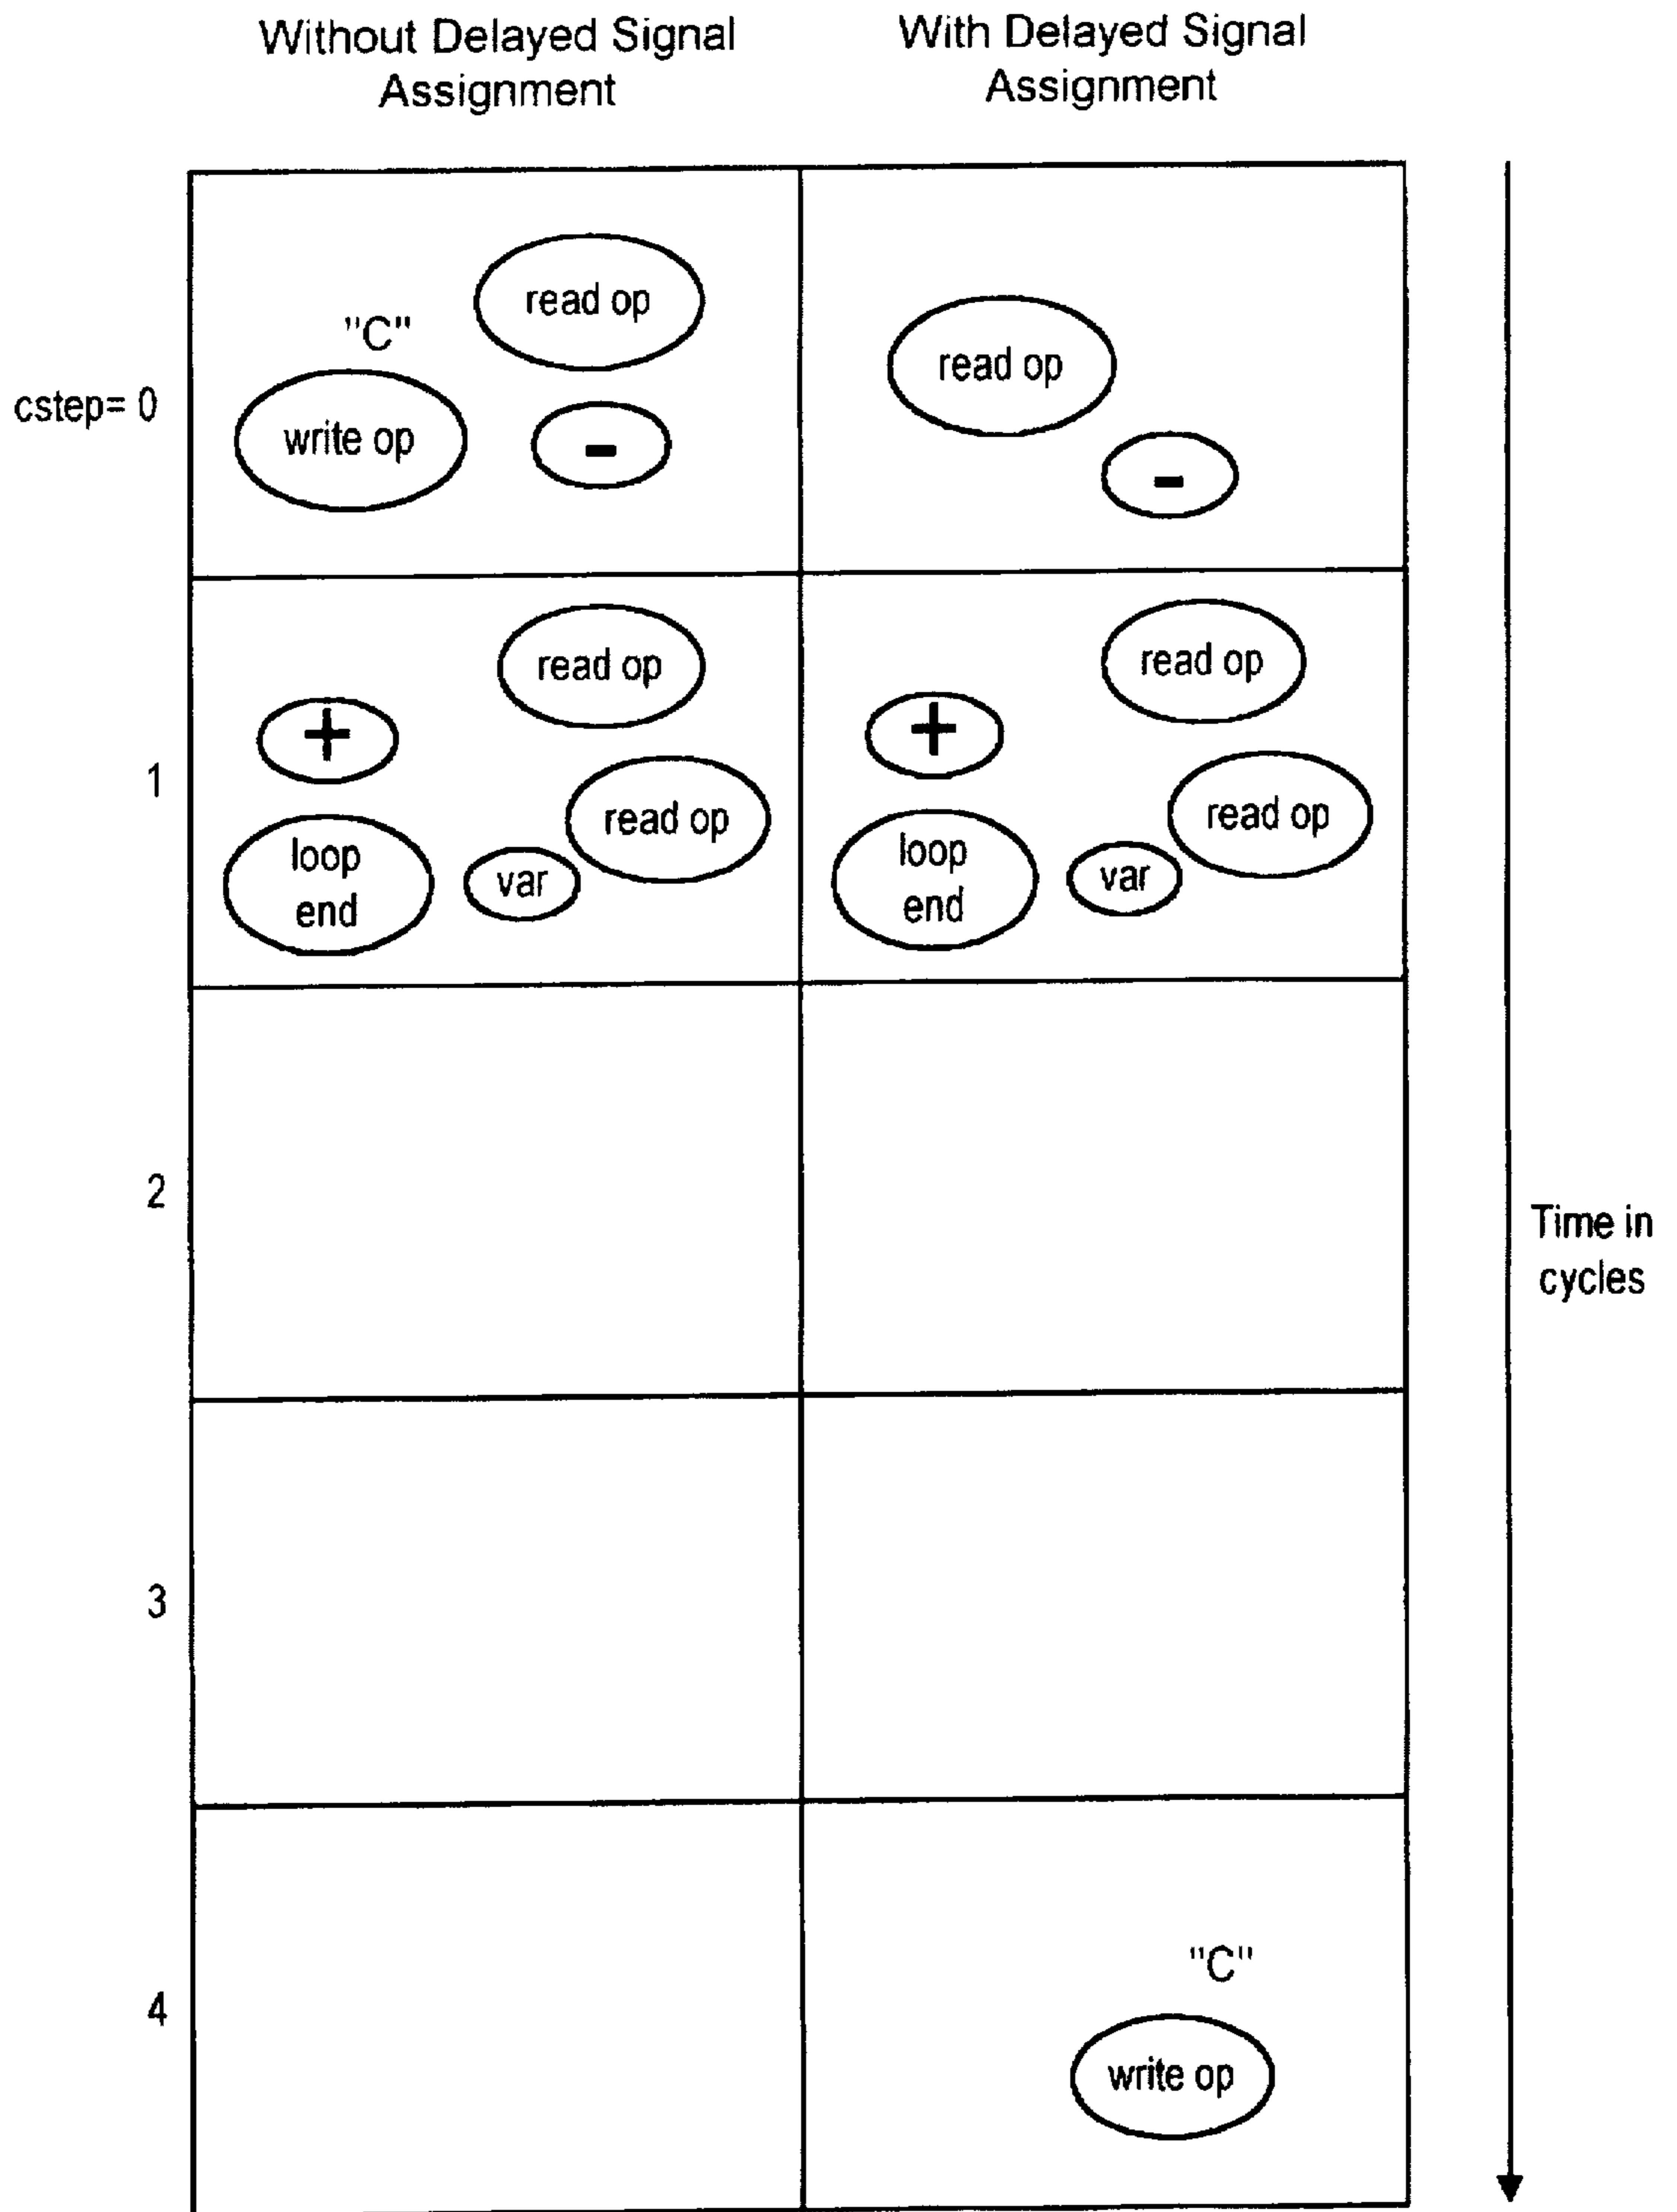 Without Delayed Signal
Assignment
With Delayed Signal
Assignment
cstep= 0
"C"
read op
write op
-
read op
-
1
read op
+
read op
loop
end
var
read op
+
read op
loop
end
var
2
Time in
cycles
3
4
"C"
write op